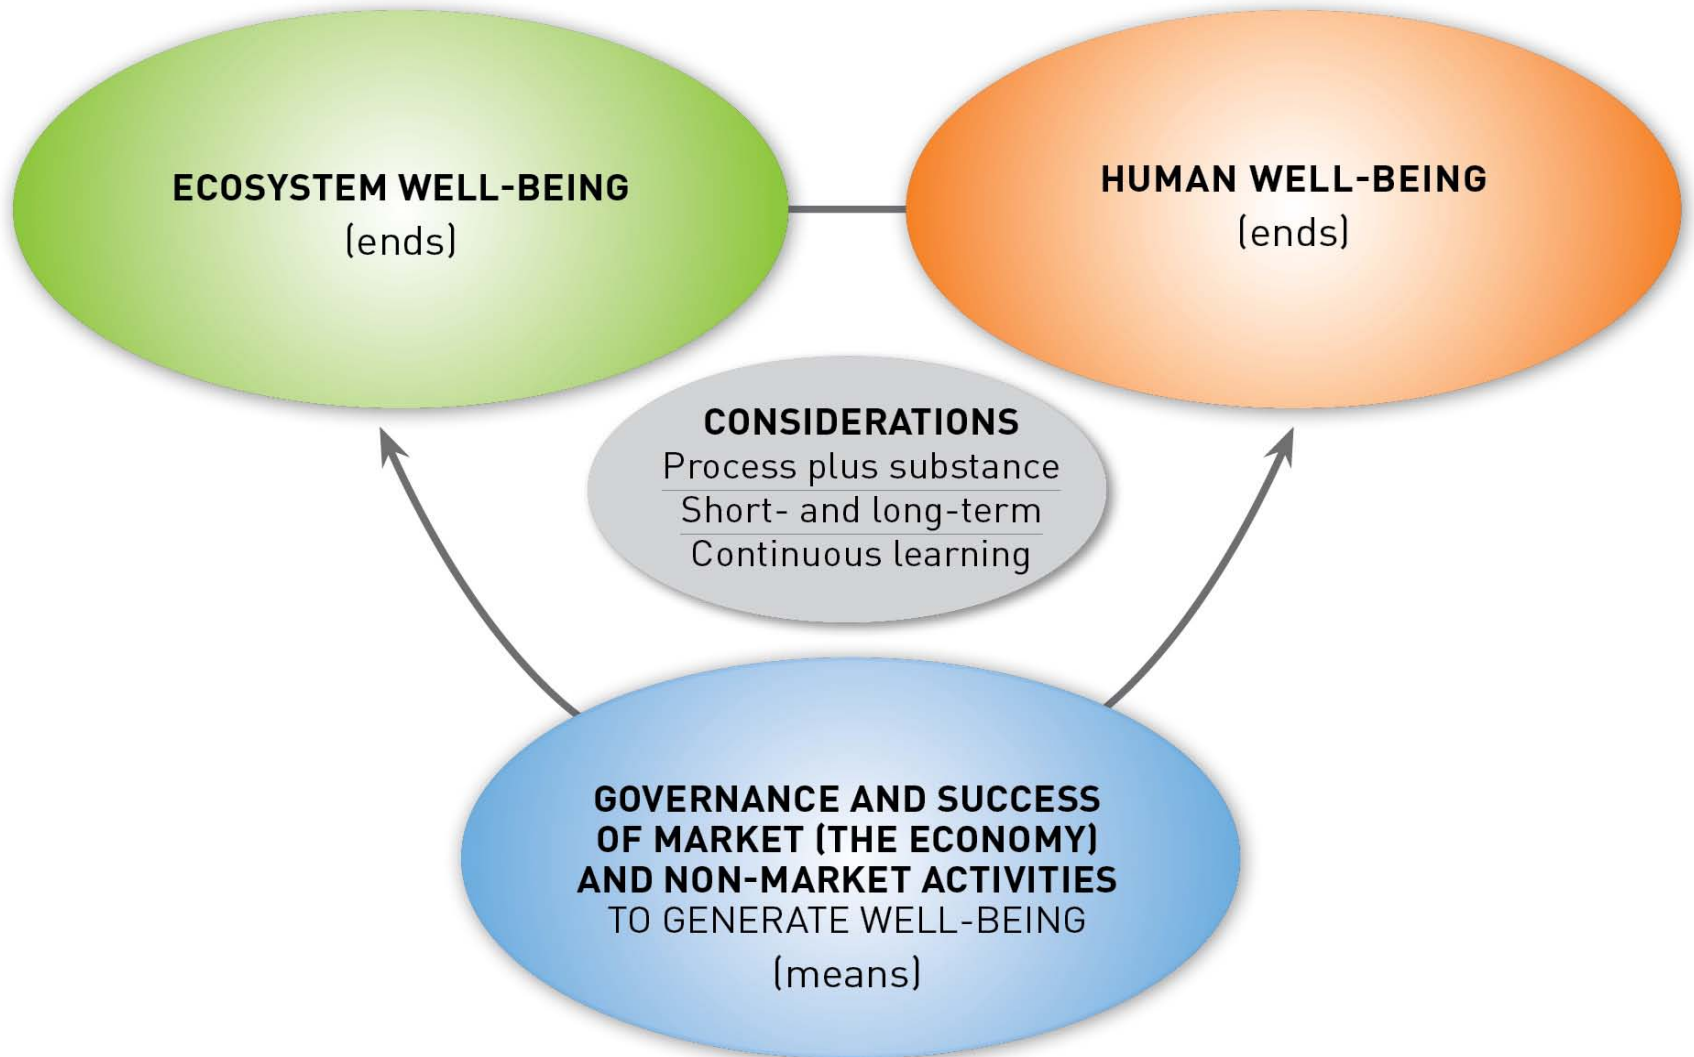 ECOSYSTEM WELL-BEING
(ends)
HUMAN WELL-BEING
(ends)
CONSIDERATIONS
Process plus substance
Short- and long-term
Continuous learning
GOVERNANCE AND SUCCESS
OF MARKET (THE ECONOMY)
AND NON-MARKET ACTIVITIES
TO GENERATE WELL-BEING
(means)